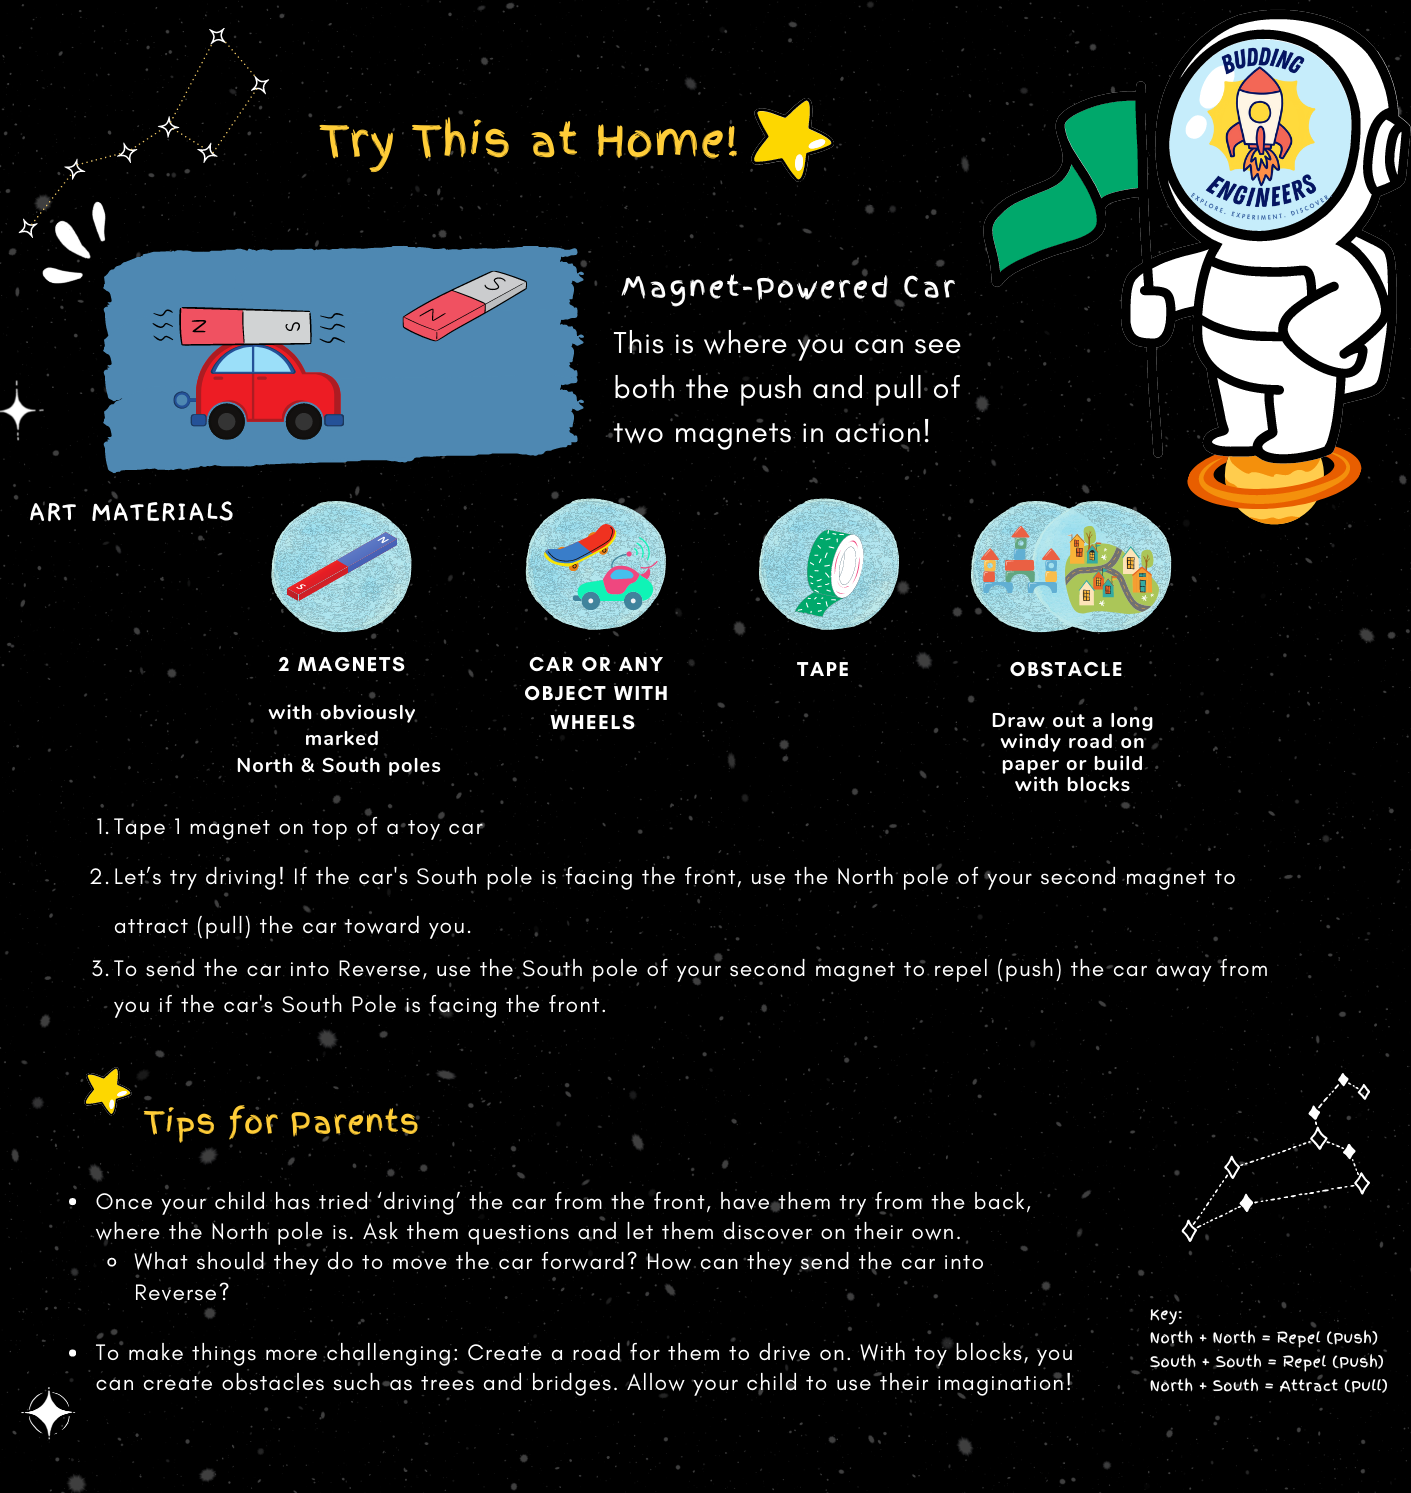 BUDDING
ENGINEERS
EXPLORE. EXPERIMENT. DISCOVER
Try This at Home!
N S
N S
Magnet-Powered Car
This is where you can see
both the push and pull of
two magnets in action!
ART MATERIALS
S N
2 MAGNETS
with obviously
marked
North & South poles
CAR OR ANY
OBJECT WITH
WHEELS
TAPE
OBSTACLE
Draw out a long
windy road on
paper or build
with blocks
1. Tape 1 magnet on top of a toy car
2. Let’s try driving! If the car's South pole is facing the front, use the North pole of your second magnet to
attract (pull) the car toward you.
3. To send the car into Reverse, use the South pole of your second magnet to repel (push) the car away from
you if the car's South Pole is facing the front.
Tips for Parents
• Once your child has tried ‘driving’ the car from the front, have them try from the back,
where the North pole is. Ask them questions and let them discover on their own.
◦ What should they do to move the car forward? How can they send the car into
Reverse?
• To make things more challenging: Create a road for them to drive on. With toy blocks, you
can create obstacles such as trees and bridges. Allow your child to use their imagination!
Key:
North + North = Repel (Push)
South + South = Repel (Push)
North + South = Attract (Pull)